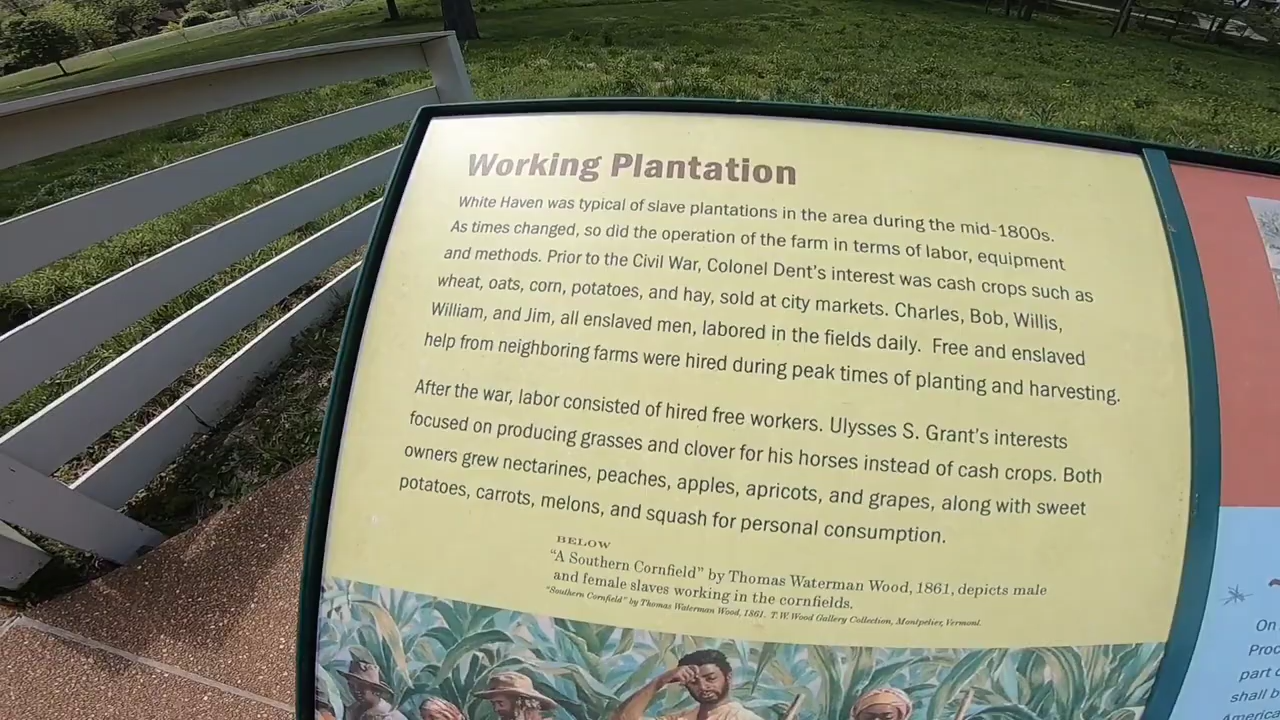 Working Plantation
White Haven was typical of slave plantations in the area during the mid-1800s.
As times changed, so did the operation of the farm in terms of labor, equipment
and methods. Prior to the Civil War, Colonel Dent's interest was cash crops such as
wheat, oats, corn, potatoes, and hay, sold at city markets. Charles, Bob, Willis,
William, and Jim, all enslaved men, labored in the fields daily. Free and enslaved
help from neighboring farms were hired during peak times of planting and harvesting.
After the war, labor consisted of hired free workers. Ulysses S. Grant's interests
focused on producing grasses and clover for his horses instead of cash crops. Both
owners grew nectarines, peaches, apples, apricots, and grapes, along with sweet
potatoes, carrots, melons, and squash for personal consumption.
BELOW
"A Southern Cornfield" by Thomas Waterman Wood, 1861, depicts male
and female slaves working in the cornfields.
"Southern Cornfield" by Thomas Waterman Wood, 1861. T.W. Wood Gallery Collection, Montpelier, Vermont.
On
Proc
part
shall b
America